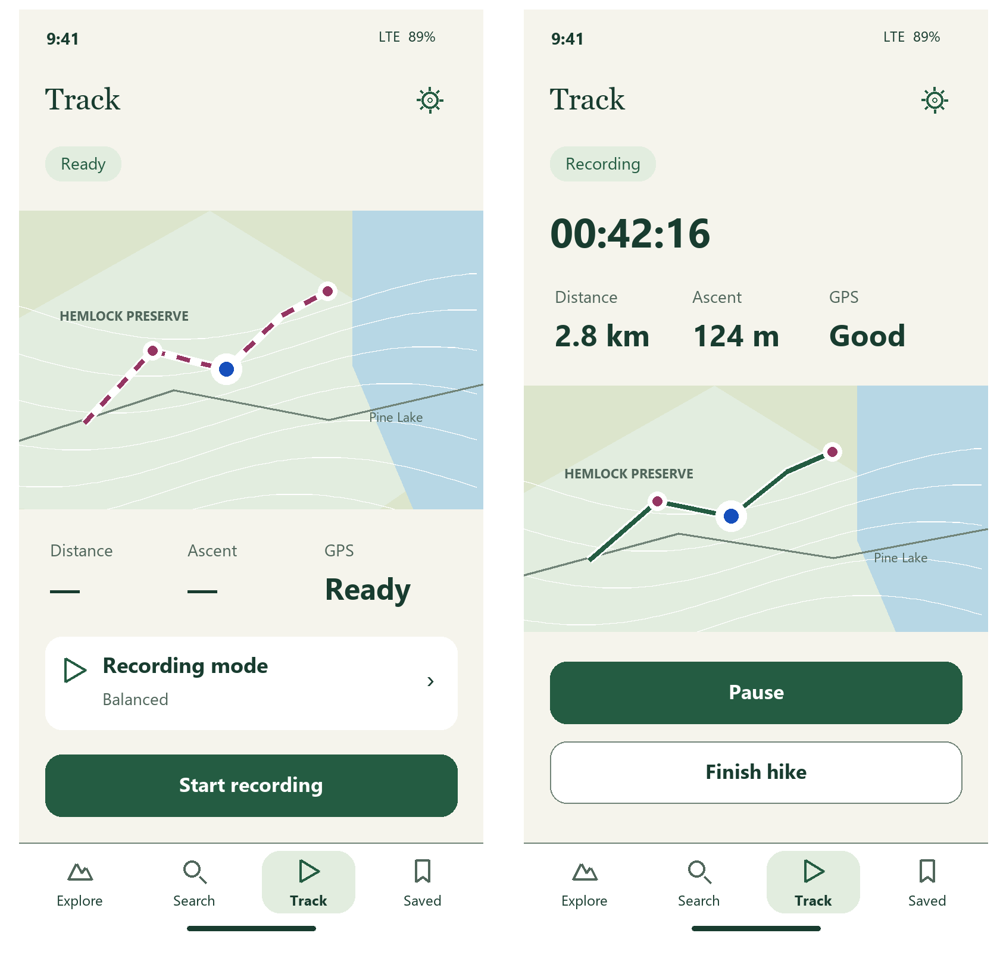 9:41 LTE 89%
Track
Ready
HEMLOCK PRESERVE
Pine Lake
Distance Ascent GPS
— — Ready
Recording mode
Balanced
›
Start recording
Explore Search Track Saved
9:41 LTE 89%
Track
Recording
00:42:16
Distance Ascent GPS
2.8 km 124 m Good
HEMLOCK PRESERVE
Pine Lake
Pause
Finish hike
Explore Search Track Saved